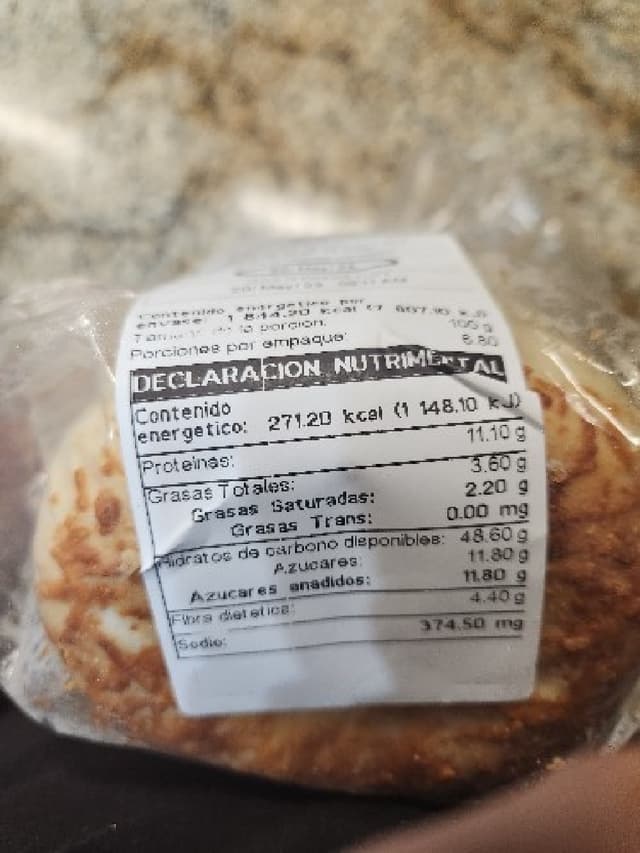 Contenido energetico por
envase: 1 844.20 kcal (7 807.10 kJ)
Tamaño de la porcion: 100 g
Porciones por empaque: 6.80
DECLARACION NUTRIMENTAL
Contenido
energetico: 271.20 kcal (1 148.10 kJ)
Proteinas: 11.10 g
Grasas Totales: 3.60 g
Grasas Saturadas: 2.20 g
Grasas Trans: 0.00 mg
Hidratos de carbono disponibles: 48.60 g
Azucares: 11.80 g
Azucares anadidos: 11.80 g
Fibra dietetica: 4.40 g
Sodio: 374.50 mg